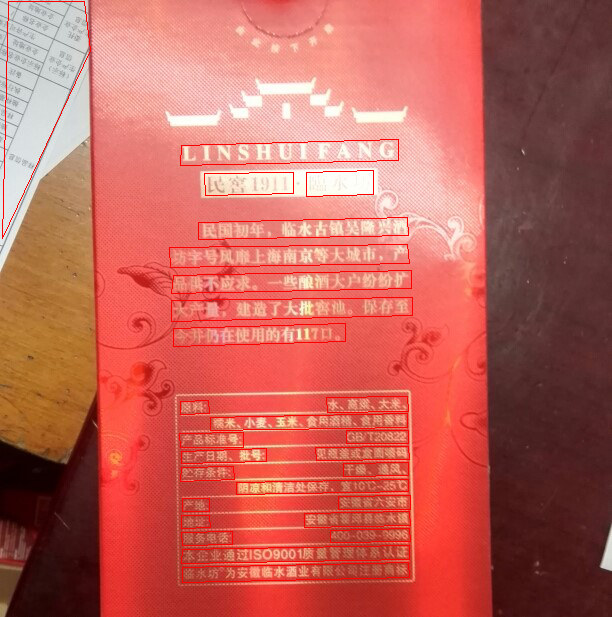 LINSHUI FANG
民窖1911·临水
民国初年，临水古镇吴隆兴酒
坊字号风靡上海南京等大城市，产
品供不应求。一些酿酒大户纷纷扩
大产量，建造了大批窖池。保存至
今并仍在使用的有117口。
原料: 水、高粱、大米、
糯米、小麦、玉米、食用酒精、食用香料
产品标准号: GB/T20822
生产日期、批号: 见瓶盖或盒盖喷码
贮存条件: 干燥、通风、
阴凉和清洁处保存，宜10℃-25℃
产地: 安徽省六安市
地址: 安徽省霍邱县临水镇
服务电话: 400-039-9996
本企业通过ISO9001质量管理体系认证
"临水坊"为安徽临水酒业有限公司注册商标